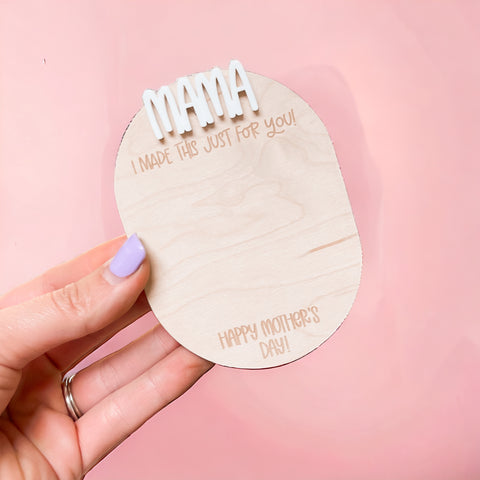 MAMA
I MADE THIS JUST FOR YOU!
HAPPY MOTHER'S
DAY!